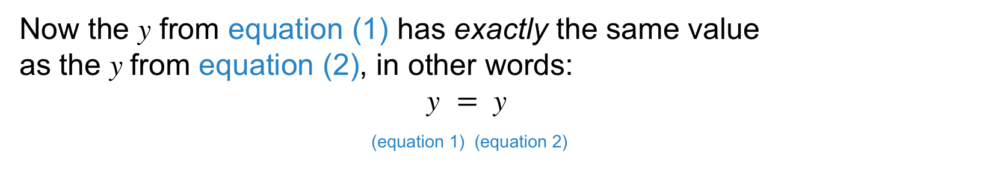 Now the y from equation (1) has exactly the same value
as the y from equation (2), in other words:
y = y
(equation 1) (equation 2)